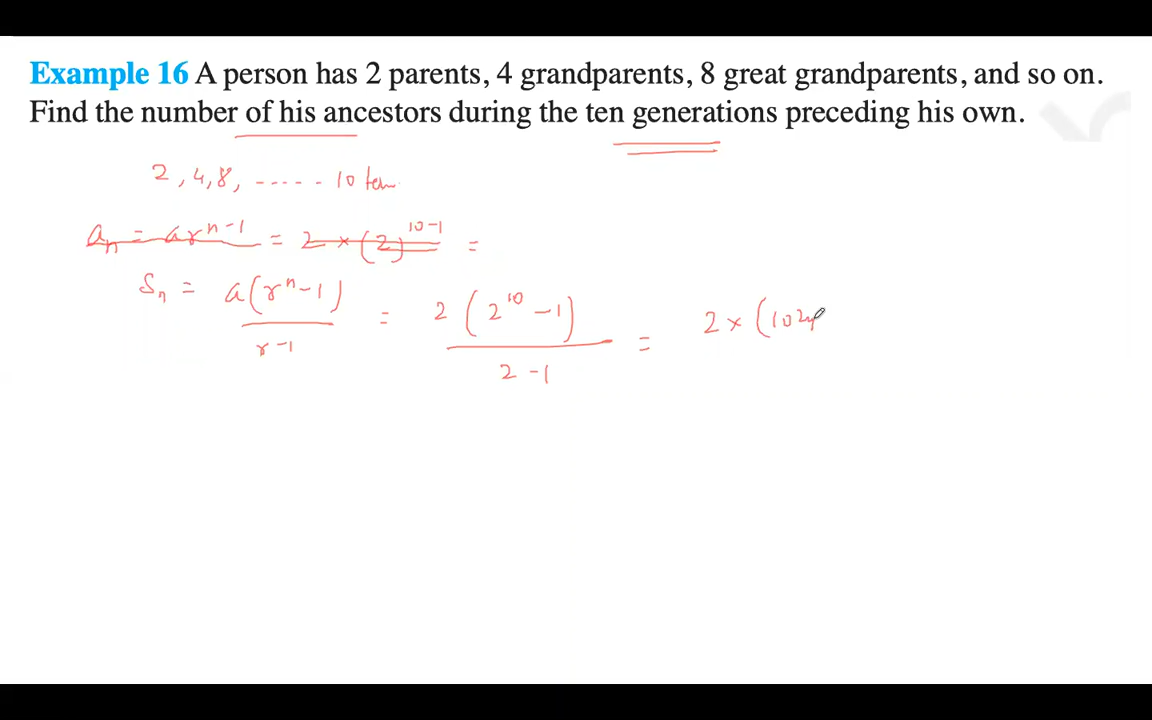 Example 16 A person has 2 parents, 4 grandparents, 8 great grandparents, and so on.
Find the number of his ancestors during the ten generations preceding his own.
2, 4, 8, ----- 10 ter
aₙ = arⁿ⁻¹ = 2 × (2)¹⁰⁻¹ =
Sₙ = a(rⁿ-1) / r-1 = 2(2¹⁰-1) / 2-1 = 2 × (1024